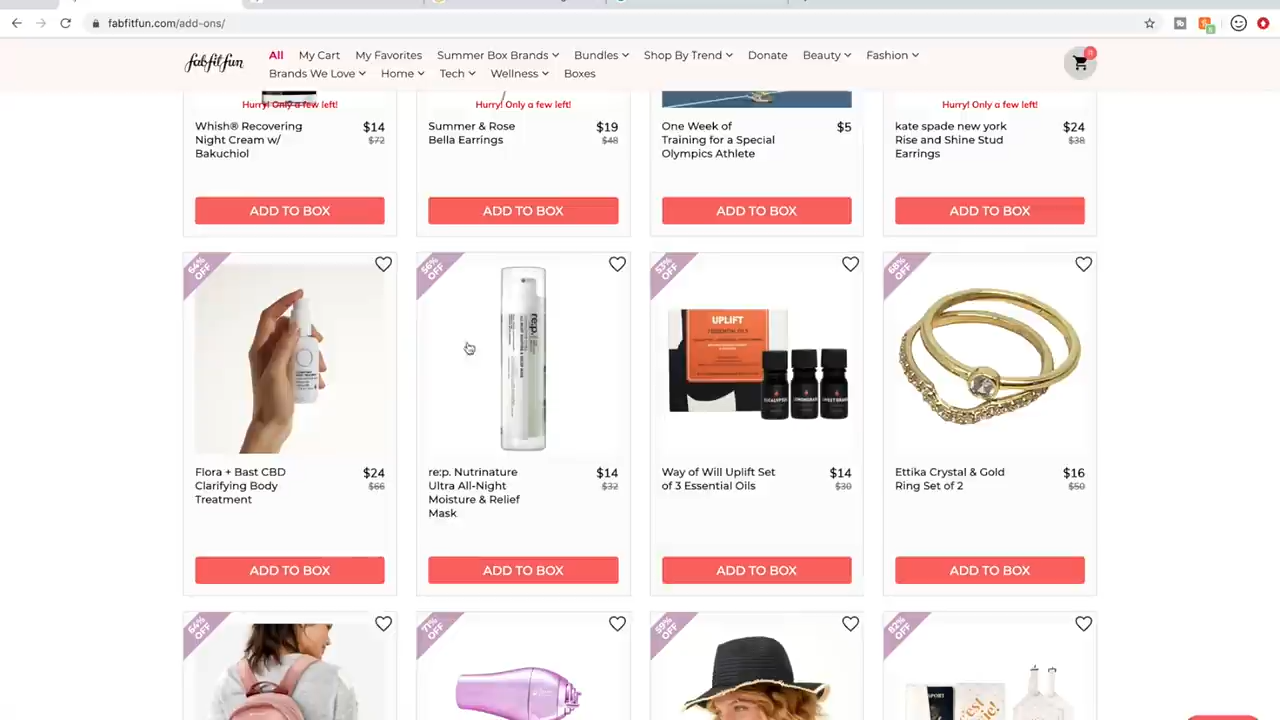 fabfitfun.com/add-ons/
fabfitfun
All My Cart My Favorites Summer Box Brands Bundles Shop By Trend Donate Beauty Fashion
Brands We Love Home Tech Wellness Boxes
Hurry! Only a few left!
Hurry! Only a few left!
Hurry! Only a few left!
Whish® Recovering
Night Cream w/
Bakuchiol
$14
$72
Summer & Rose
Bella Earrings
$19
$48
One Week of
Training for a Special
Olympics Athlete
$5
kate spade new york
Rise and Shine Stud
Earrings
$24
$38
ADD TO BOX
ADD TO BOX
ADD TO BOX
ADD TO BOX
64%
OFF
56%
OFF
53%
OFF
68%
OFF
re:p.
UPLIFT
7 ESSENTIAL OILS
EUCALYPTUS
LEMONGRASS
SWEET ORANGE
Flora + Bast CBD
Clarifying Body
Treatment
$24
$66
re:p. Nutrinature
Ultra All-Night
Moisture & Relief
Mask
$14
$32
Way of Will Uplift Set
of 3 Essential Oils
$14
$30
Ettika Crystal & Gold
Ring Set of 2
$16
$50
ADD TO BOX
ADD TO BOX
ADD TO BOX
ADD TO BOX
64%
OFF
71%
OFF
59%
OFF
82%
OFF